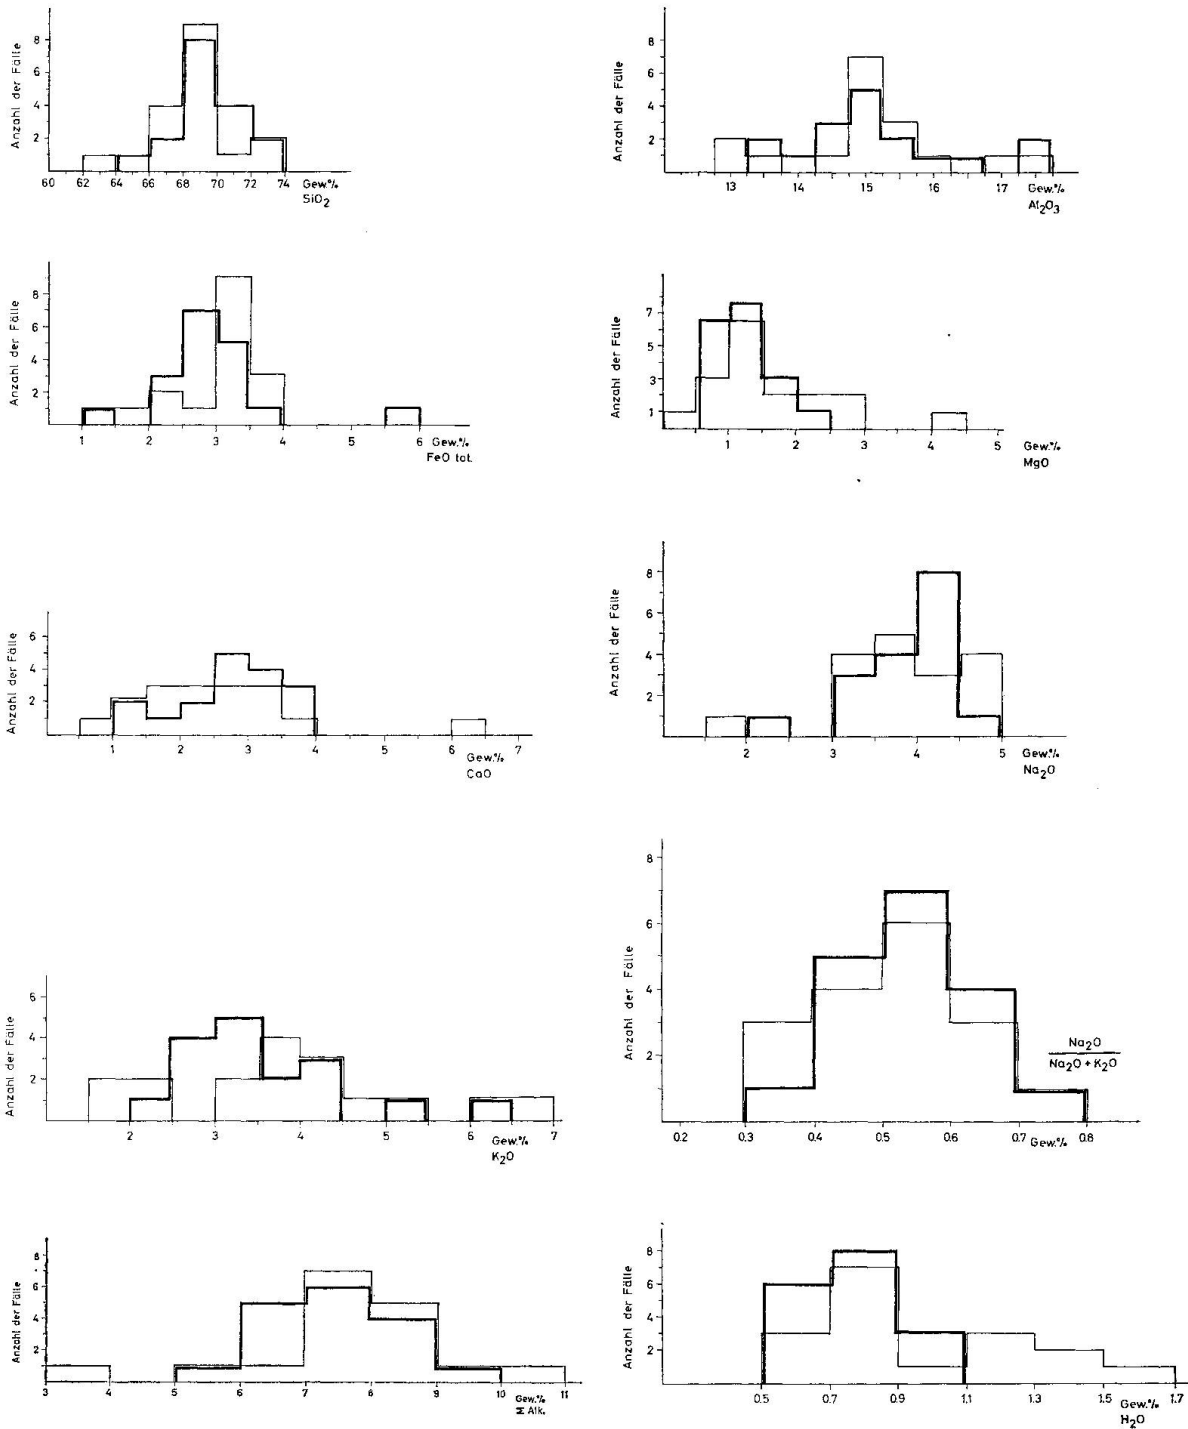 Anzahl der Fälle
8
6
4
2
60 62 64 66 68 70 72 74 Gew.%
SiO2
Anzahl der Fälle
8
6
4
2
13 14 15 16 17 Gew.%
Al2O3
Anzahl der Fälle
8
6
4
2
1 2 3 4 5 6 Gew.%
FeO tot.
Anzahl der Fälle
7
5
3
1
1 2 3 4 5 Gew.%
MgO
Anzahl der Fälle
6
4
2
1 2 3 4 5 6 7
Gew.%
CaO
Anzahl der Fälle
8
6
4
2
2 3 4 5 Gew.%
Na2O
Anzahl der Fälle
6
4
2
2 3 4 5 6 7
Gew.%
K2O
Anzahl der Fälle
8
6
4
2
Na2O
Na2O + K2O
0.2 0.3 0.4 0.5 0.6 0.7 0.8
Gew.%
Anzahl der Fälle
8
6
4
2
3 4 5 6 7 8 9 10 11
Gew.%
Σ Alk.
Anzahl der Fälle
8
6
4
2
0.5 0.7 0.9 1.1 1.3 1.5 1.7
Gew.%
H2O